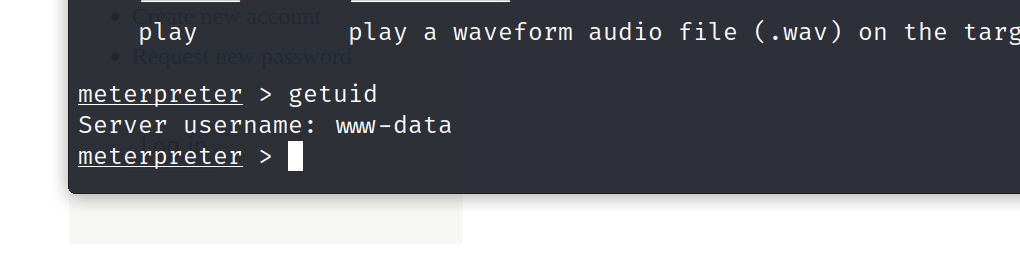 Create new account
play play a waveform audio file (.wav) on the targ
Request new password
meterpreter > getuid
Server username: www-data
meterpreter >